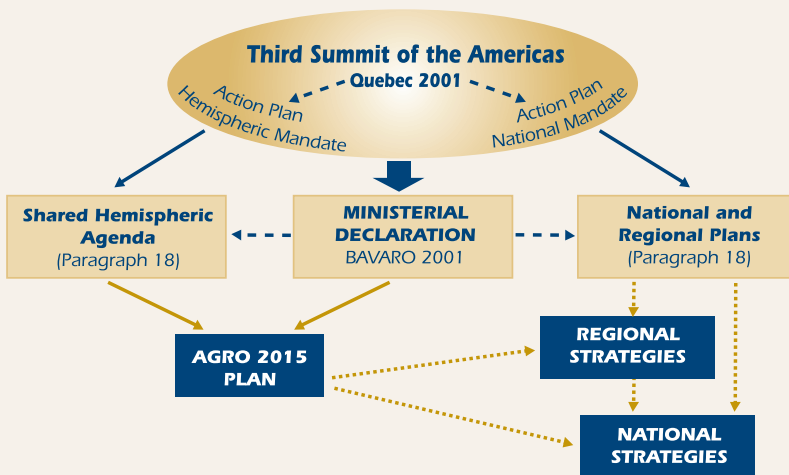 Third Summit of the Americas
Quebec 2001
Action Plan
Hemispheric Mandate
Action Plan
National Mandate
Shared Hemispheric
Agenda
(Paragraph 18)
MINISTERIAL
DECLARATION
BAVARO 2001
National and
Regional Plans
(Paragraph 18)
AGRO 2015
PLAN
REGIONAL
STRATEGIES
NATIONAL
STRATEGIES